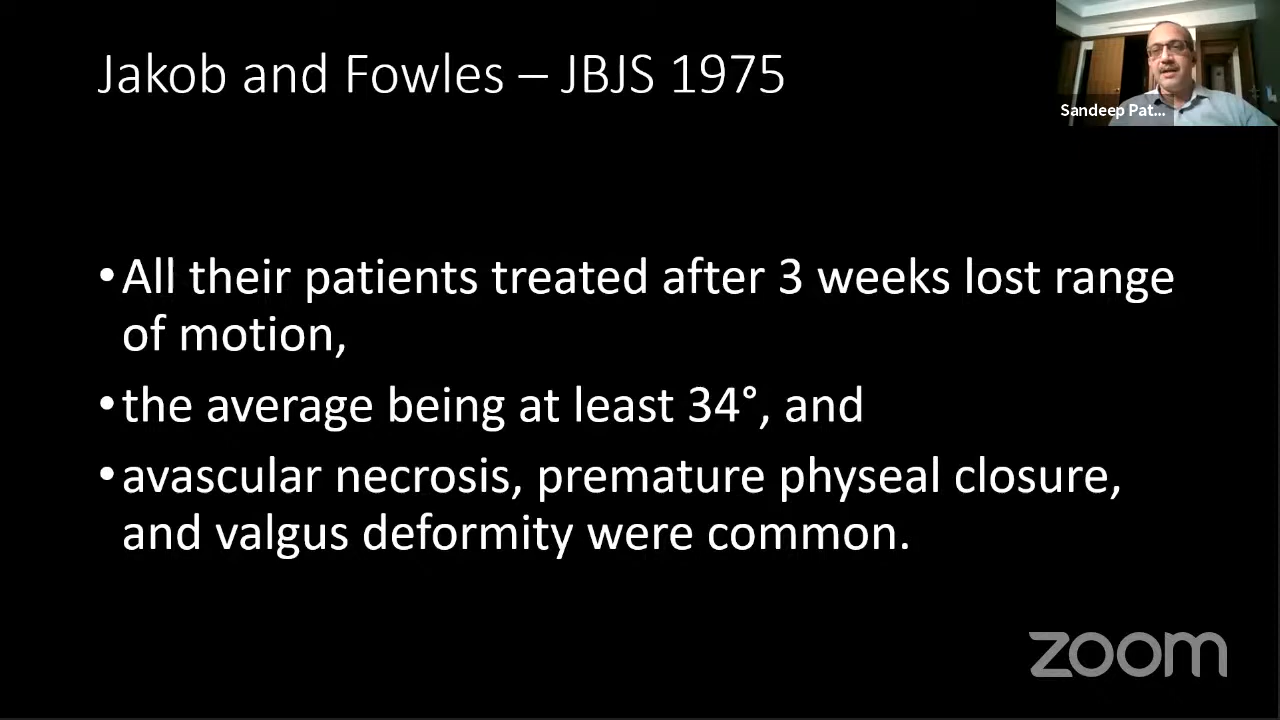 Jakob and Fowles – JBJS 1975
Sandeep Pat...
•All their patients treated after 3 weeks lost range
of motion,
•the average being at least 34°, and
•avascular necrosis, premature physeal closure,
and valgus deformity were common.
zoom